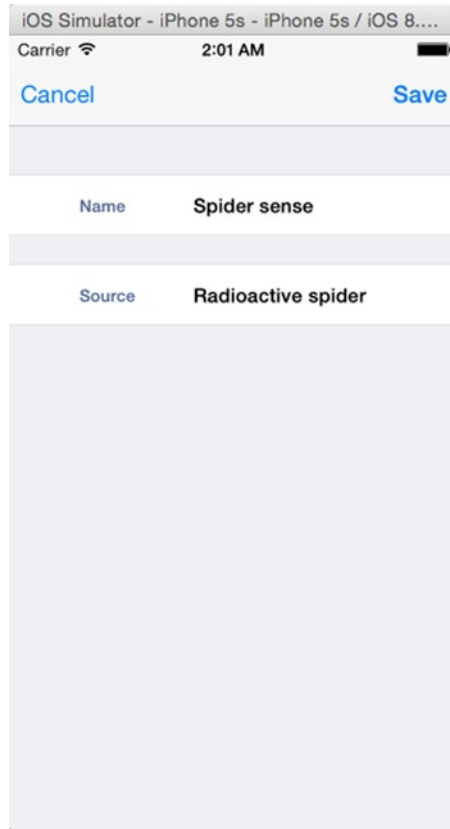 iOS Simulator - iPhone 5s - iPhone 5s / iOS 8....
Carrier 2:01 AM
Cancel Save
Name Spider sense
Source Radioactive spider